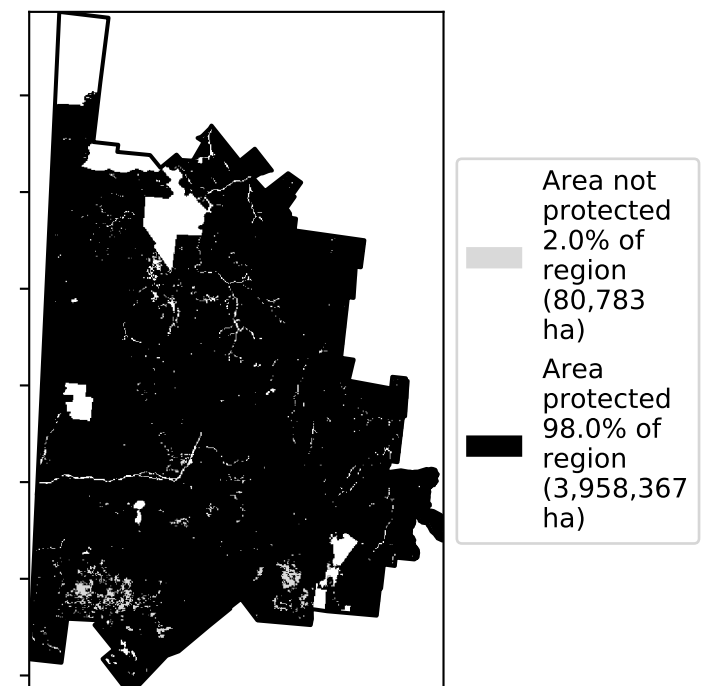 Area not
protected
2.0% of
region
(80,783
ha)
Area
protected
98.0% of
region
(3,958,367
ha)